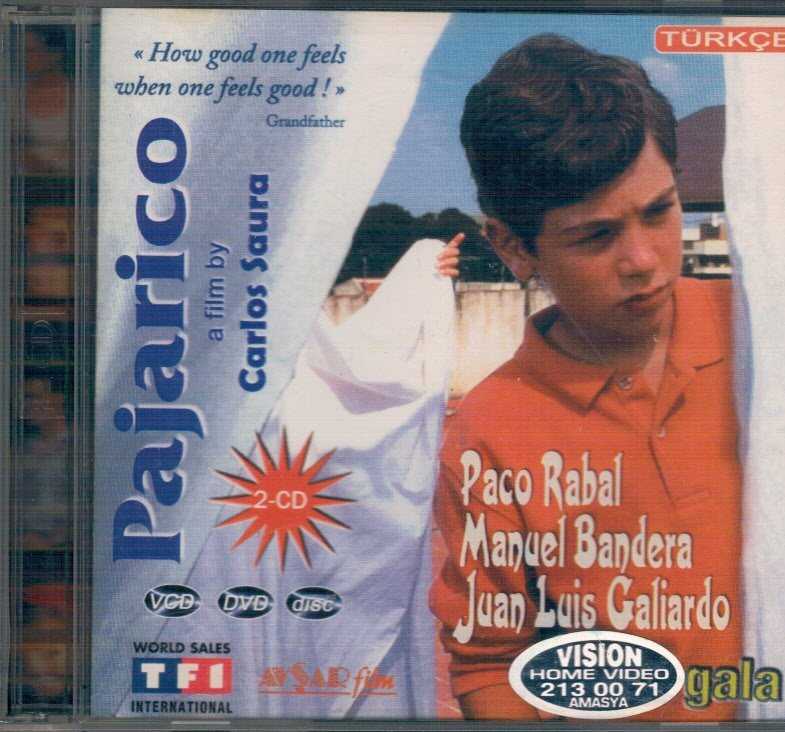 « How good one feels
when one feels good ! »
Grandfather
TÜRKÇE
Pajarico
a film by
Carlos Saura
2-CD
VCD DVD disc
Paco Rabal
Manuel Bandera
Juan Luis Galiardo
WORLD SALES
TF1
INTERNATIONAL
AVŞAR film
VISION
HOME VIDEO
213 00 71
AMASYA
gala